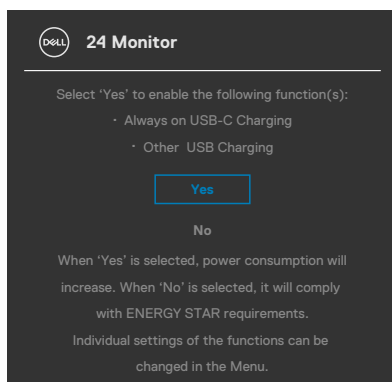 DELL
24 Monitor
Select ‘Yes’ to enable the following function(s):
· Always on USB-C Charging
· Other USB Charging
Yes
No
When ‘Yes’ is selected, power consumption will
increase. When ‘No’ is selected, it will comply
with ENERGY STAR requirements.
Individual settings of the functions can be
changed in the Menu.